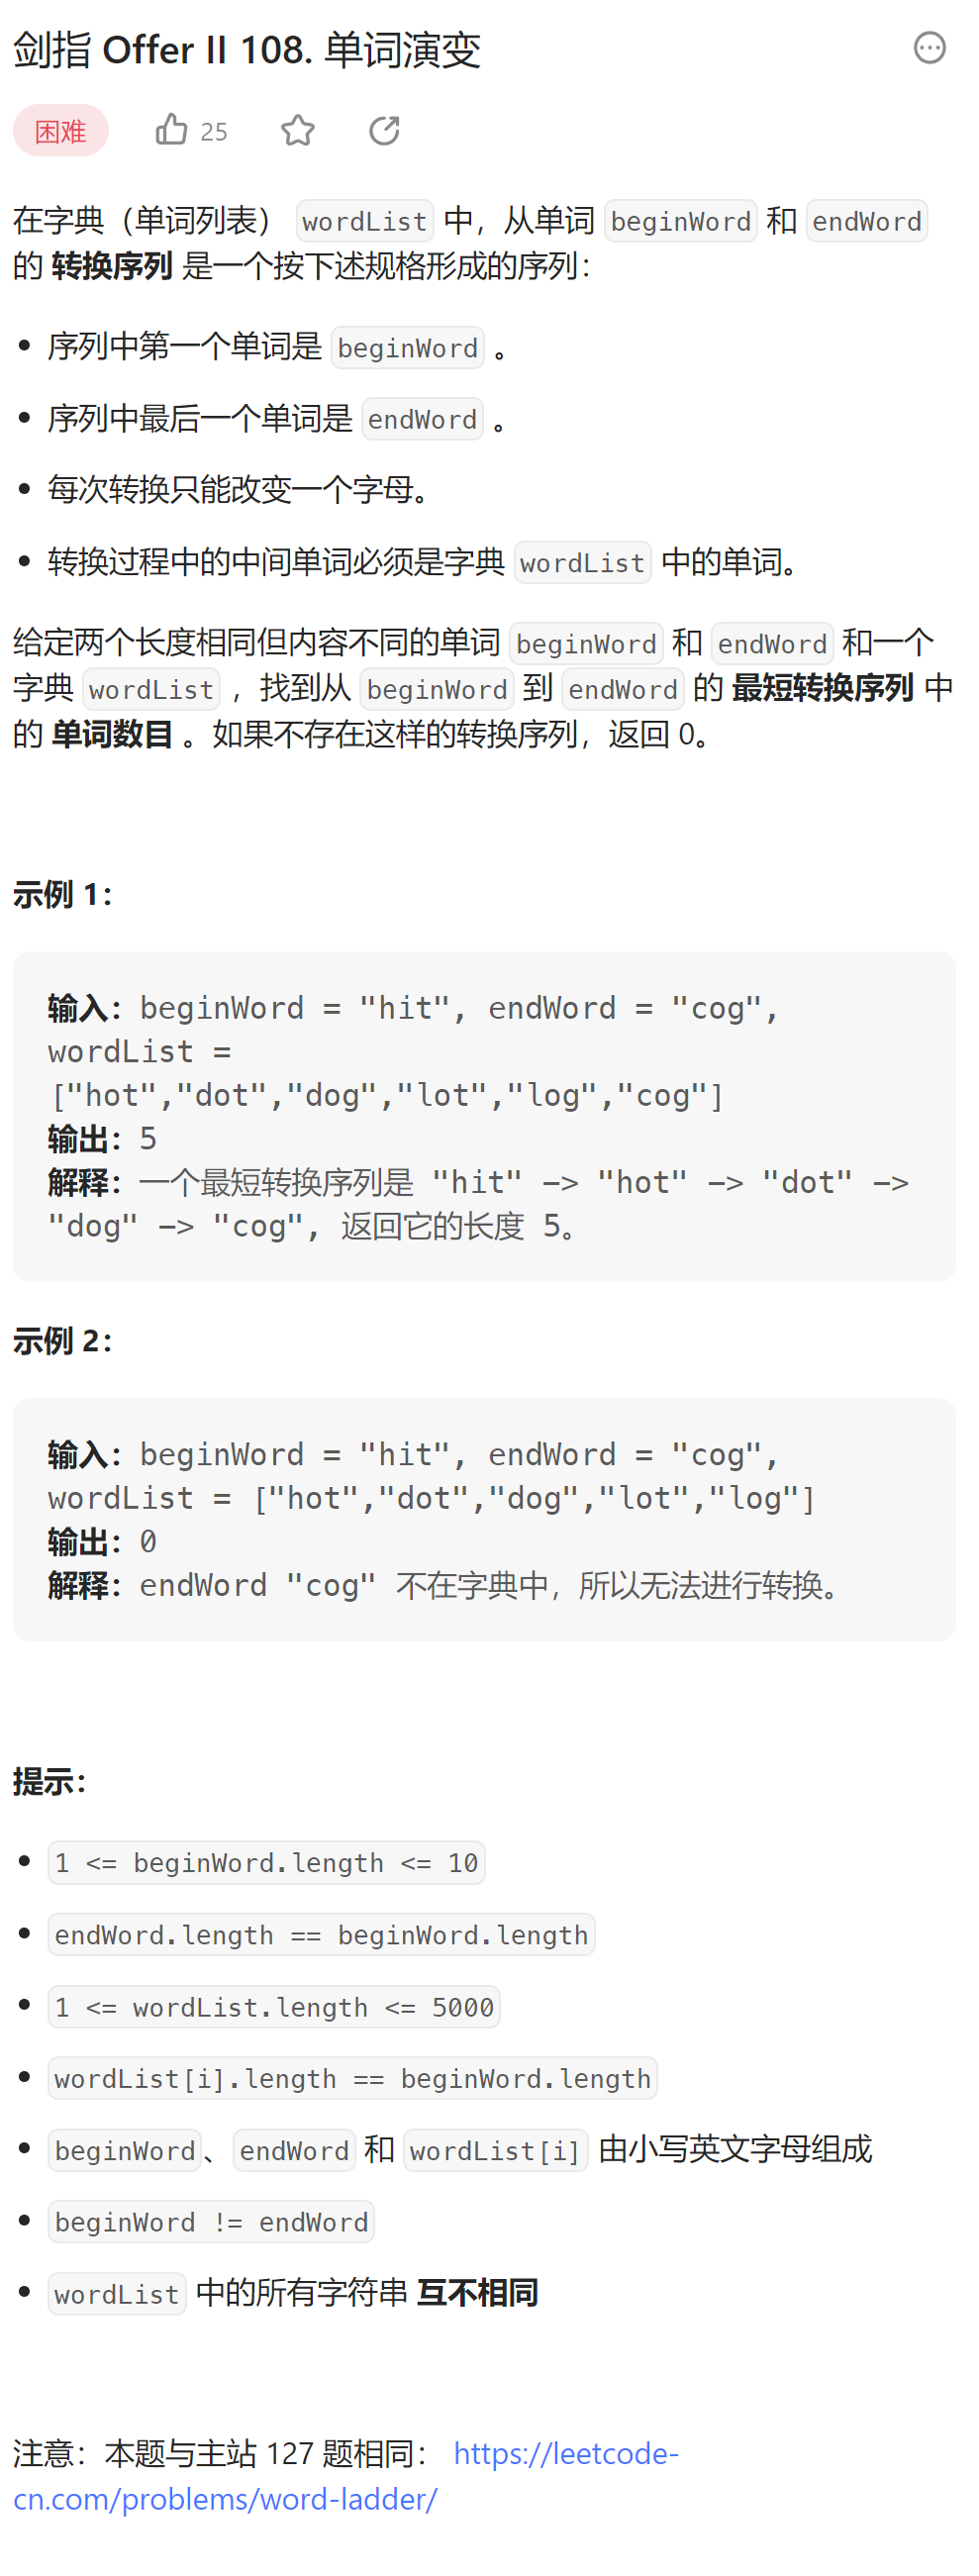 剑指 Offer II 108. 单词演变
困难 25
在字典（单词列表） wordList 中，从单词 beginWord 和 endWord
的 转换序列 是一个按下述规格形成的序列：
• 序列中第一个单词是 beginWord 。
• 序列中最后一个单词是 endWord 。
• 每次转换只能改变一个字母。
• 转换过程中的中间单词必须是字典 wordList 中的单词。
给定两个长度相同但内容不同的单词 beginWord 和 endWord 和一个
字典 wordList ，找到从 beginWord 到 endWord 的 最短转换序列 中
的 单词数目 。如果不存在这样的转换序列，返回 0。
示例 1：
输入：beginWord = "hit", endWord = "cog",
wordList =
["hot","dot","dog","lot","log","cog"]
输出：5
解释：一个最短转换序列是 "hit" -> "hot" -> "dot" ->
"dog" -> "cog", 返回它的长度 5。
示例 2：
输入：beginWord = "hit", endWord = "cog",
wordList = ["hot","dot","dog","lot","log"]
输出：0
解释：endWord "cog" 不在字典中，所以无法进行转换。
提示：
• 1 <= beginWord.length <= 10
• endWord.length == beginWord.length
• 1 <= wordList.length <= 5000
• wordList[i].length == beginWord.length
• beginWord、endWord 和 wordList[i] 由小写英文字母组成
• beginWord != endWord
• wordList 中的所有字符串 互不相同
注意：本题与主站 127 题相同： https://leetcode-
cn.com/problems/word-ladder/